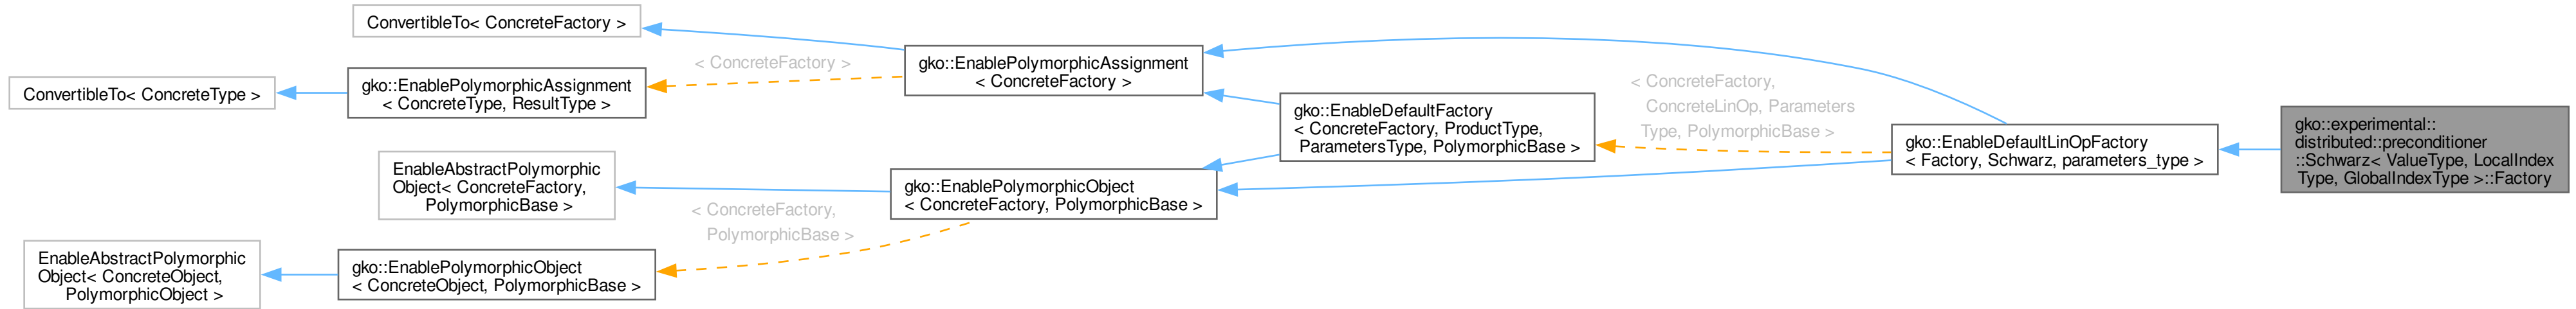 ConvertibleTo< ConcreteFactory >
ConvertibleTo< ConcreteType >
gko::EnablePolymorphicAssignment
< ConcreteType, ResultType >
EnableAbstractPolymorphic
Object< ConcreteFactory,
PolymorphicBase >
EnableAbstractPolymorphic
Object< ConcreteObject,
PolymorphicObject >
gko::EnablePolymorphicObject
< ConcreteObject, PolymorphicBase >
< ConcreteFactory >
< ConcreteFactory,
PolymorphicBase >
gko::EnablePolymorphicAssignment
< ConcreteFactory >
gko::EnablePolymorphicObject
< ConcreteFactory, PolymorphicBase >
gko::EnableDefaultFactory
< ConcreteFactory, ProductType,
ParametersType, PolymorphicBase >
< ConcreteFactory,
ConcreteLinOp, Parameters
Type, PolymorphicBase >
gko::EnableDefaultLinOpFactory
< Factory, Schwarz, parameters_type >
gko::experimental::
distributed::preconditioner
::Schwarz< ValueType, LocalIndex
Type, GlobalIndexType >::Factory